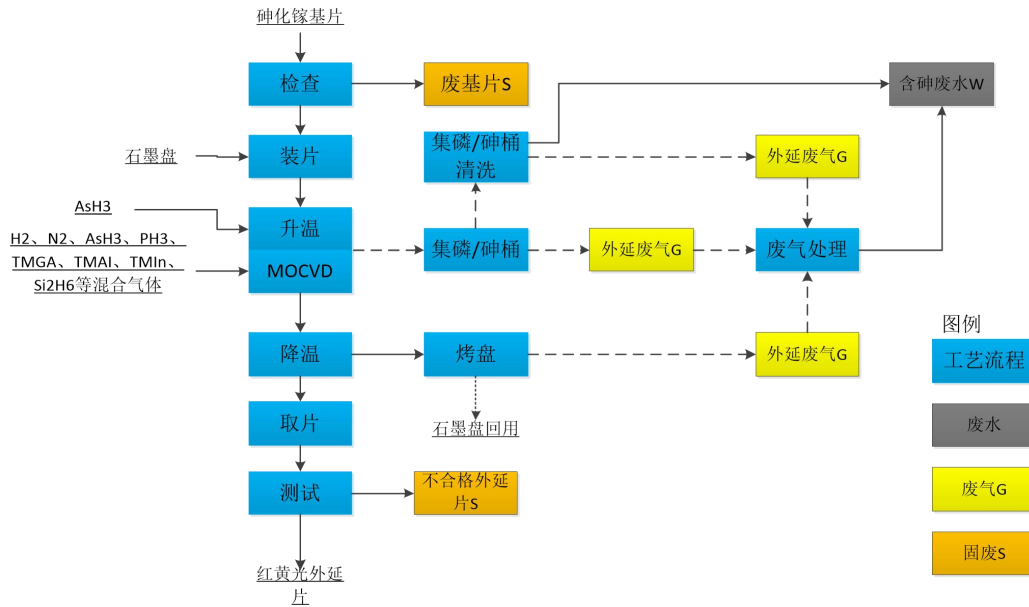 砷化镓基片
检查
废基片S
含砷废水W
石墨盘
装片
集磷/砷桶
清洗
外延废气G
AsH3
升温
H2、N2、AsH3、PH3、
TMGA、TMAl、TMIn、
Si2H6等混合气体
MOCVD
集磷/砷桶
外延废气G
废气处理
降温
烤盘
外延废气G
取片
石墨盘回用
测试
不合格外延
片S
红黄光外延
片
图例
工艺流程
废水
废气G
固废S